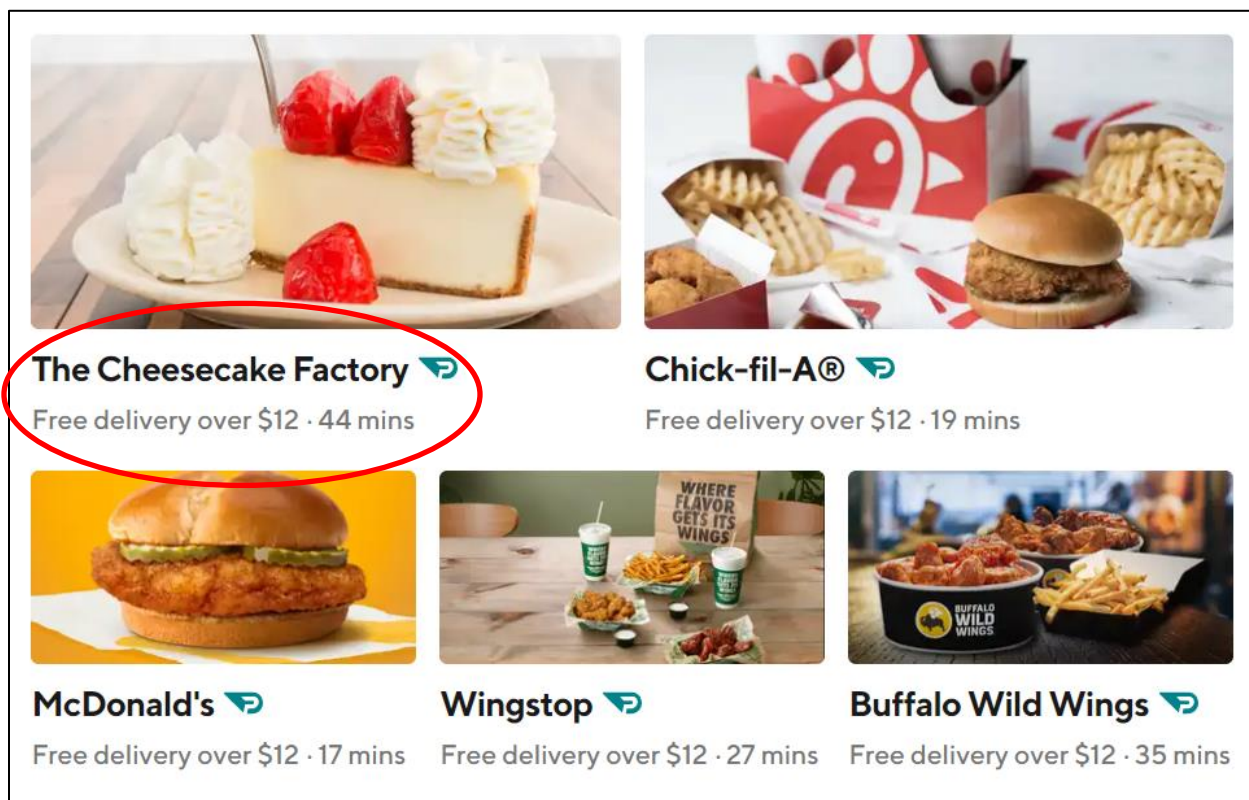 The Cheesecake Factory
Free delivery over $12 · 44 mins
Chick-fil-A®
Free delivery over $12 · 19 mins
WHERE
FLAVOR
GETS ITS
WINGS
BUFFALO
WILD
WINGS
McDonald's
Free delivery over $12 · 17 mins
Wingstop
Free delivery over $12 · 27 mins
Buffalo Wild Wings
Free delivery over $12 · 35 mins